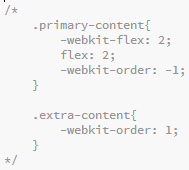 /*
.primary-content{
-webkit-flex: 2;
flex: 2;
-webkit-order: -1;
}
.extra-content{
-webkit-order: 1;
}
*/